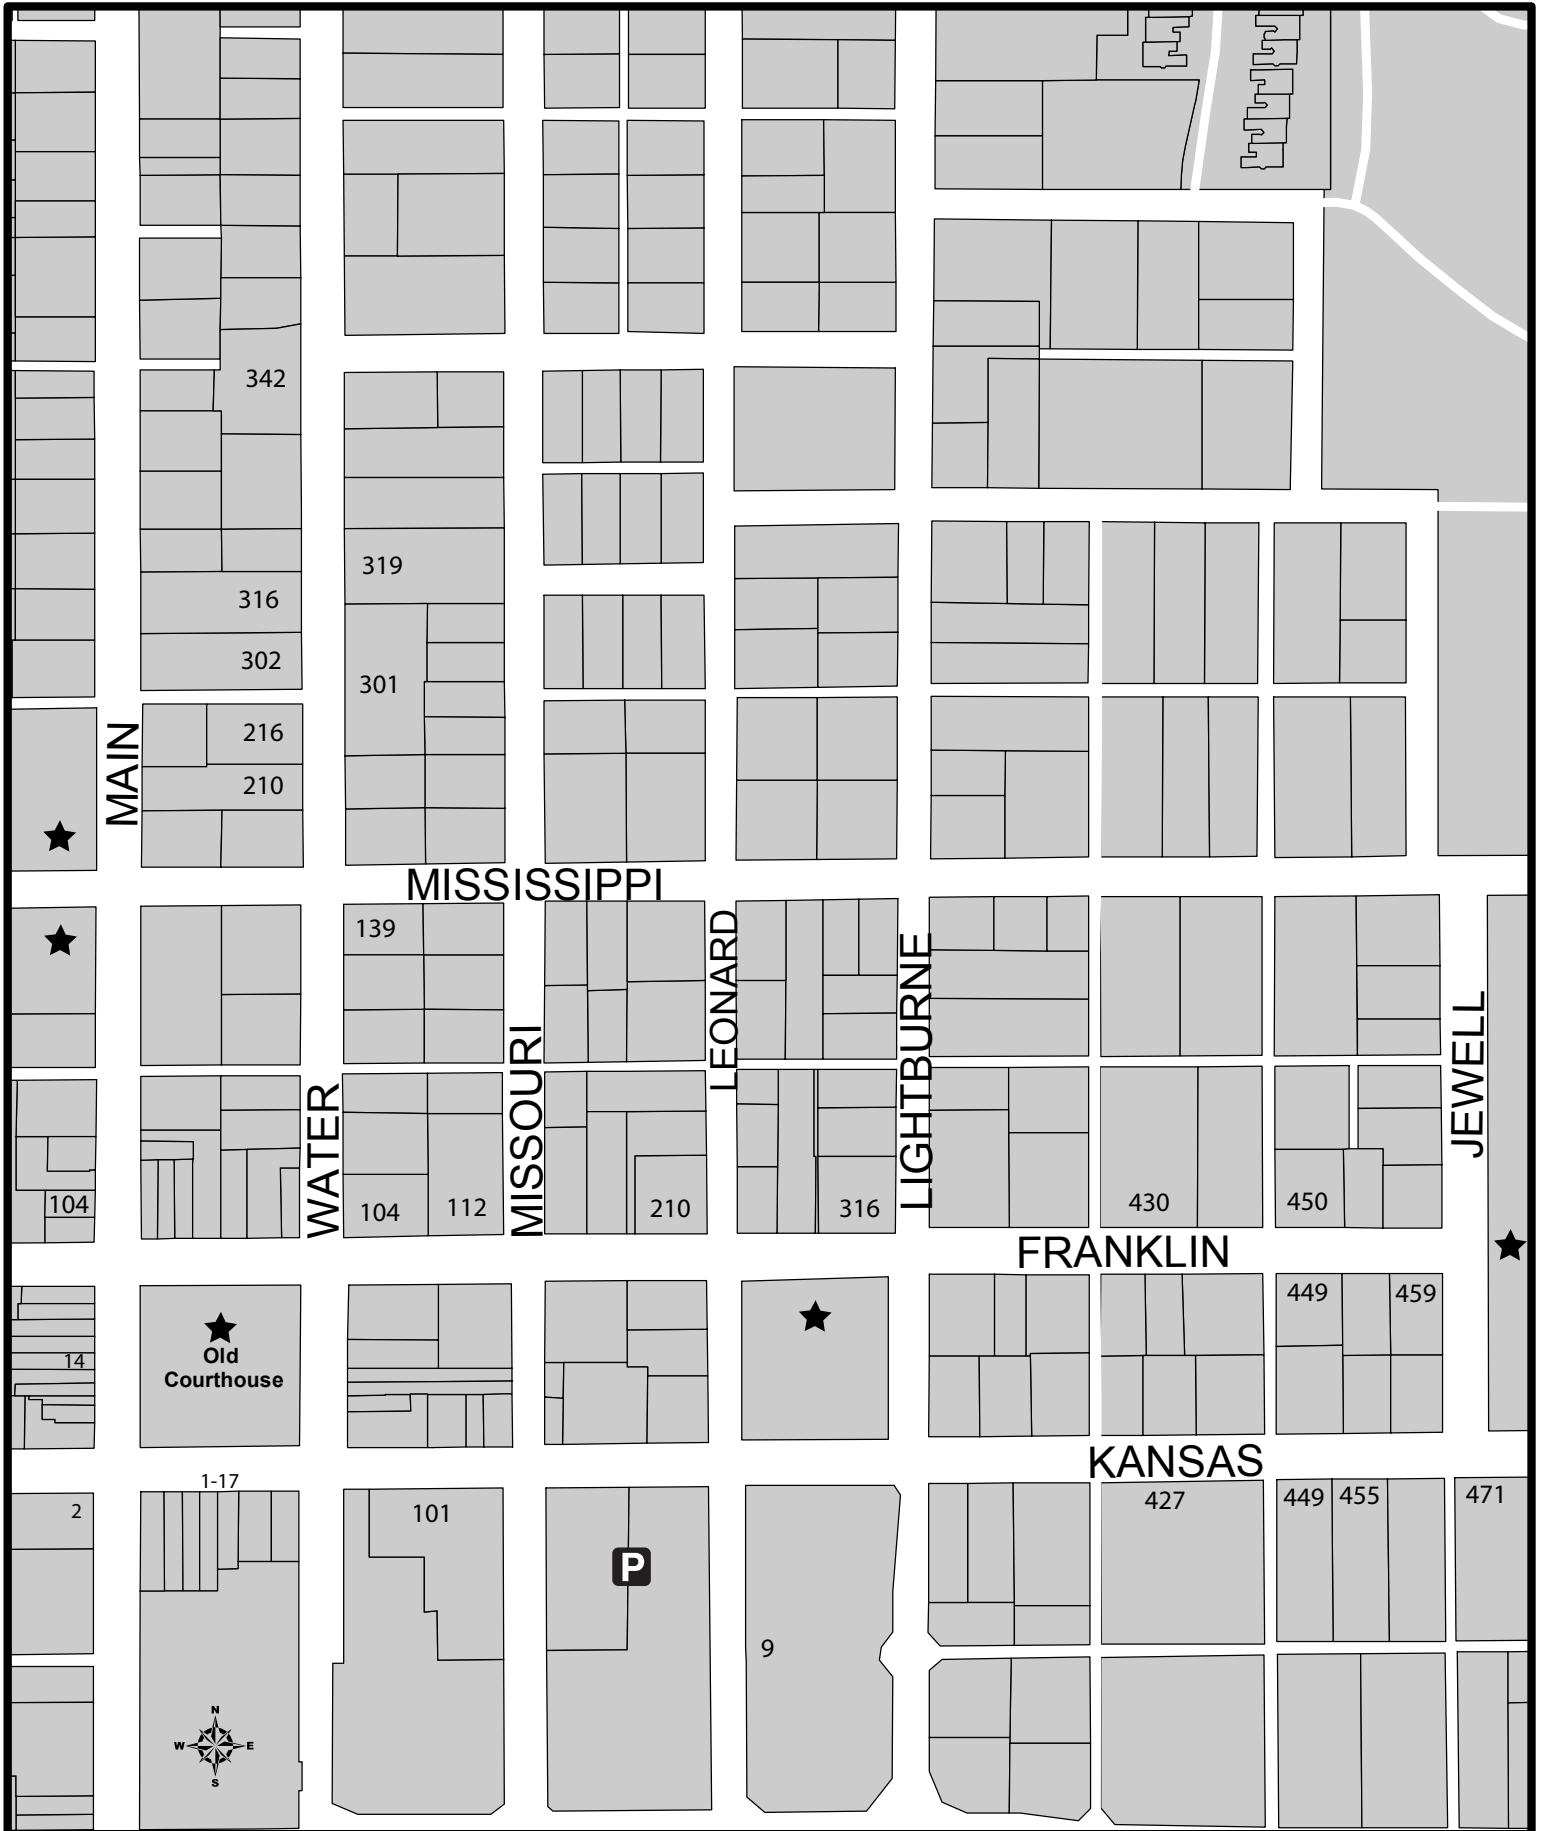 342
319
316
302
301
216
210
MAIN
MISSISSIPPI
139
LEONARD
LIGHTBURNE
JEWELL
MISSOURI
WATER
104
104
112
210
316
430
450
FRANKLIN
449
459
14
Old
Courthouse
KANSAS
1-17
2
101
427
449
455
471
P
9
N
W
E
S